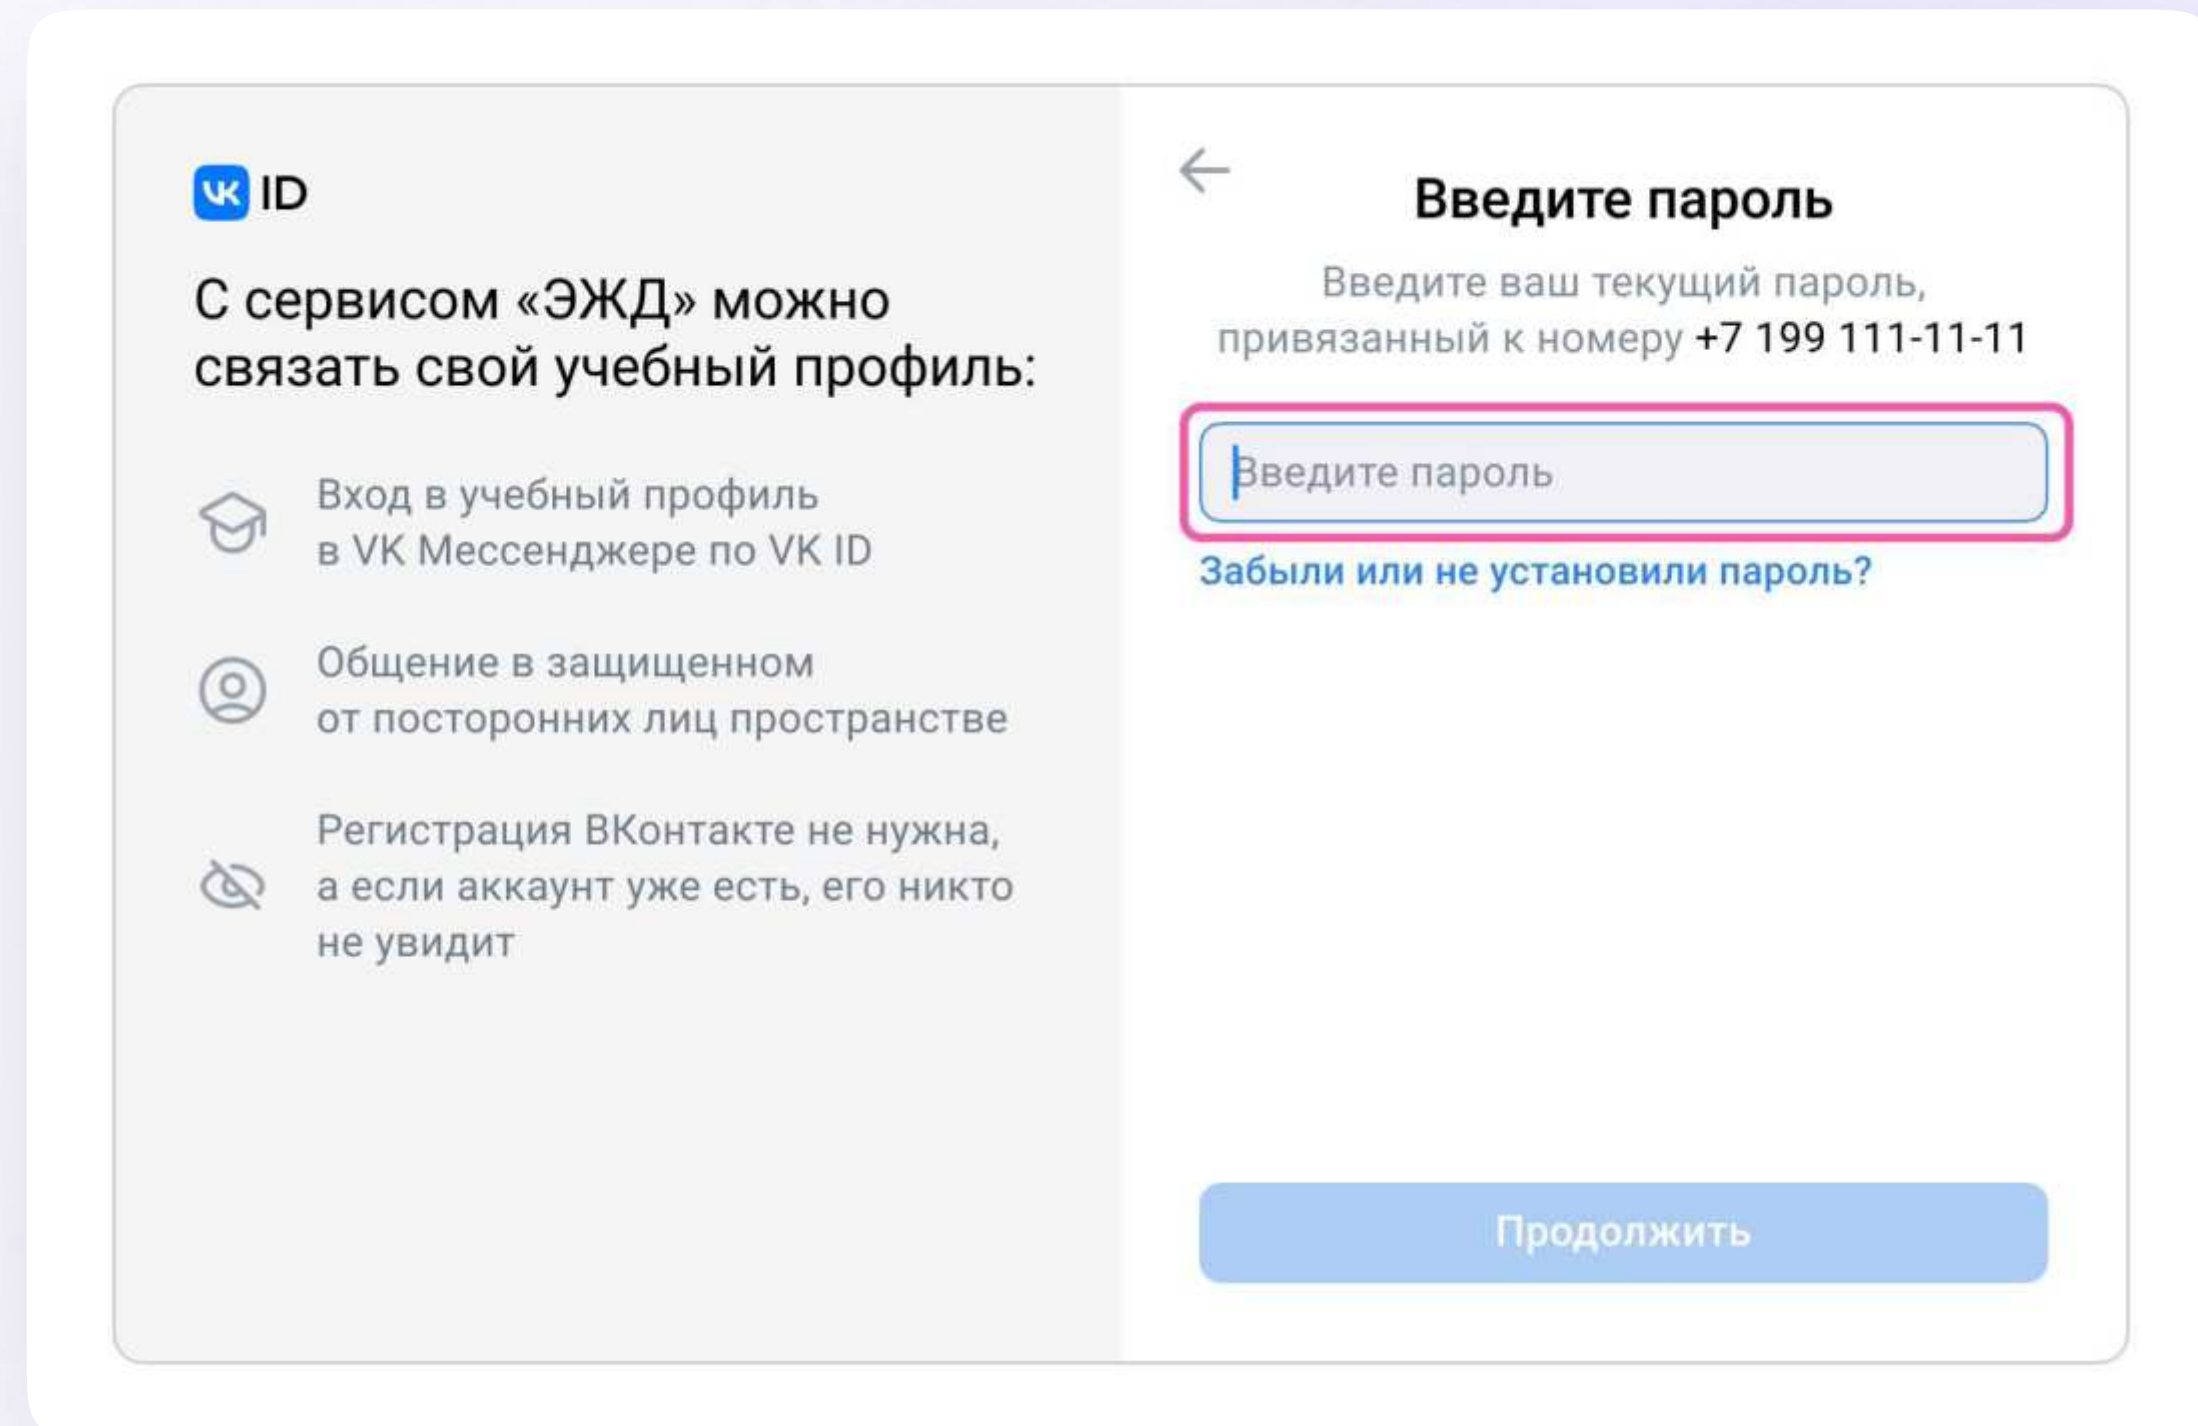 VK ID
С сервисом «ЭЖД» можно
связать свой учебный профиль:
Вход в учебный профиль
в VK Мессенджере по VK ID
Общение в защищенном
от посторонних лиц пространстве
Регистрация ВКонтакте не нужна,
а если аккаунт уже есть, его никто
не увидит
Введите пароль
Введите ваш текущий пароль,
привязанный к номеру +7 199 111-11-11
Введите пароль
Забыли или не установили пароль?
Продолжить